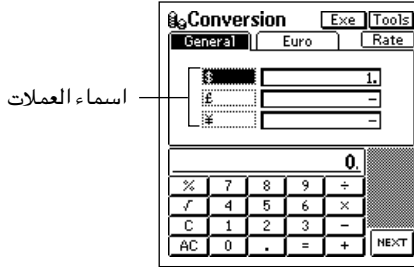 Conversion Exe Tools
General Euro Rate
$ 1.
£ –
¥ –
اسماء العملات
0.
% 7 8 9 ÷
√ 4 5 6 ×
C 1 2 3 −
AC 0 . = + NEXT